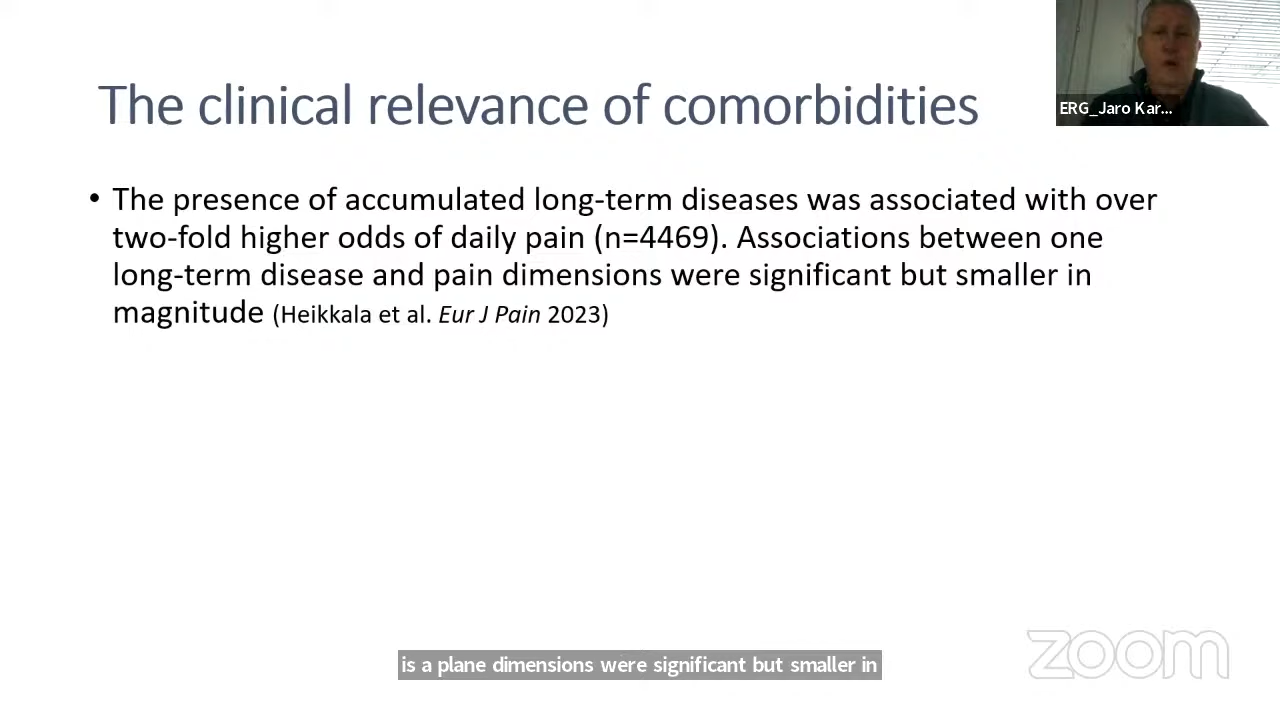 The clinical relevance of comorbidities
ERG_Jaro Kar...
• The presence of accumulated long-term diseases was associated with over
two-fold higher odds of daily pain (n=4469). Associations between one
long-term disease and pain dimensions were significant but smaller in
magnitude (Heikkala et al. Eur J Pain 2023)
is a plane dimensions were significant but smaller in
zoom